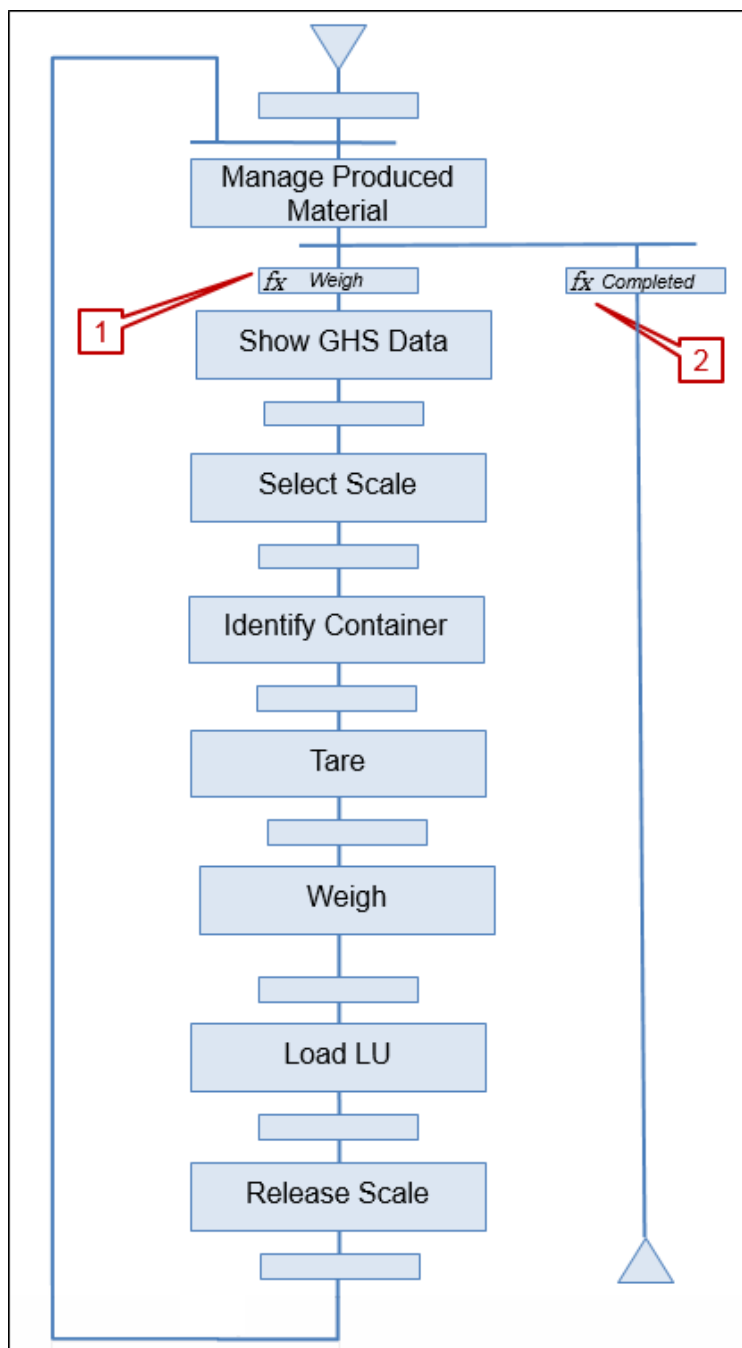 Manage Produced
Material
fx Weigh
fx Completed
1
2
Show GHS Data
Select Scale
Identify Container
Tare
Weigh
Load LU
Release Scale